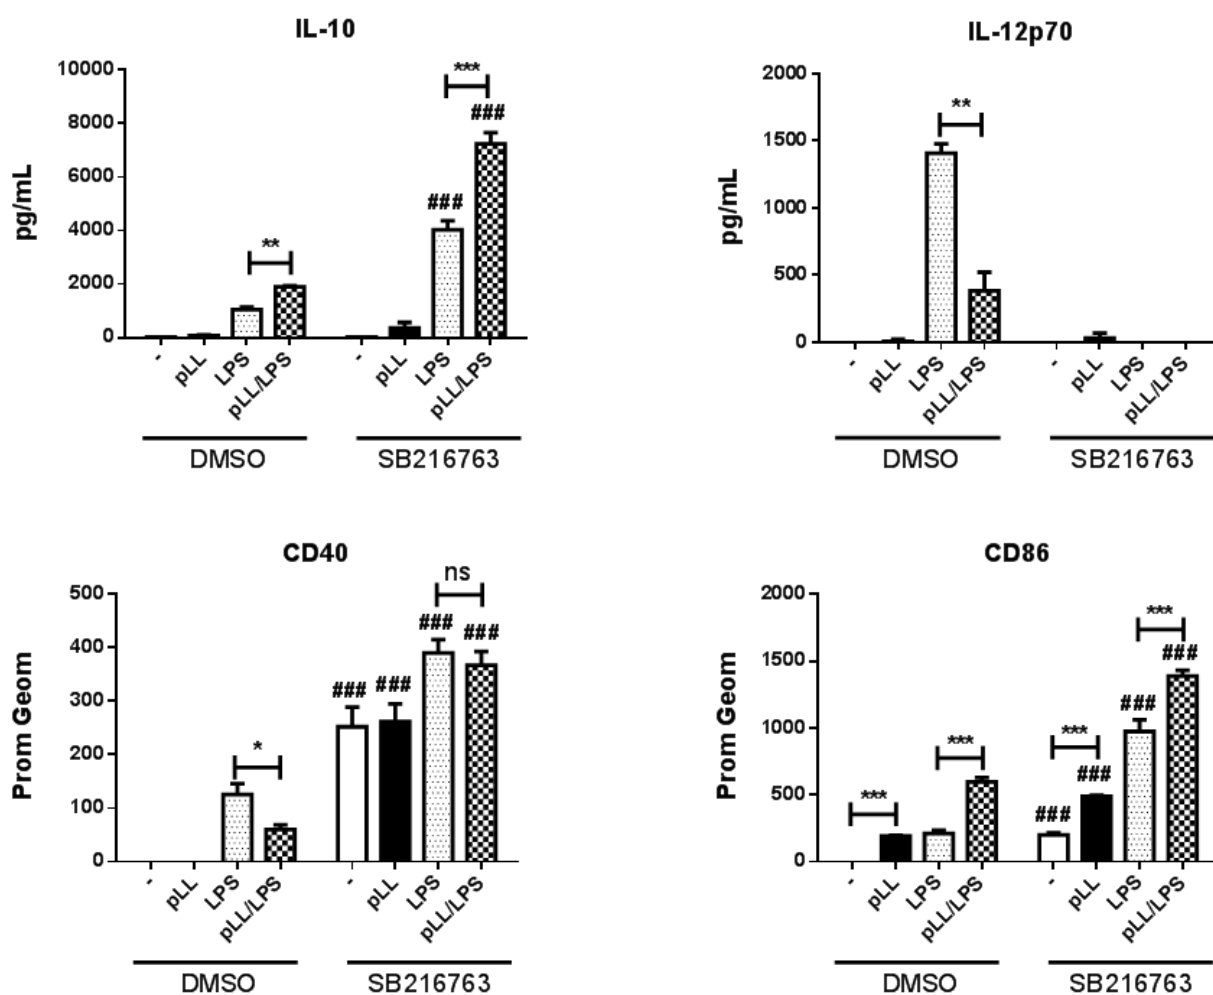 IL-10
10000
8000
6000
4000
2000
0
pg/mL
**
***
###
###
- pLL LPS pLL/LPS - pLL LPS pLL/LPS
DMSO SB216763
IL-12p70
2000
1500
1000
500
0
pg/mL
**
- pLL LPS pLL/LPS - pLL LPS pLL/LPS
DMSO SB216763
CD40
500
400
300
200
100
0
Prom Geom
*
ns
### ### ### ###
- pLL LPS pLL/LPS - pLL LPS pLL/LPS
DMSO SB216763
CD86
2000
1500
1000
500
0
Prom Geom
*** *** *** ***
### ### ### ###
- pLL LPS pLL/LPS - pLL LPS pLL/LPS
DMSO SB216763